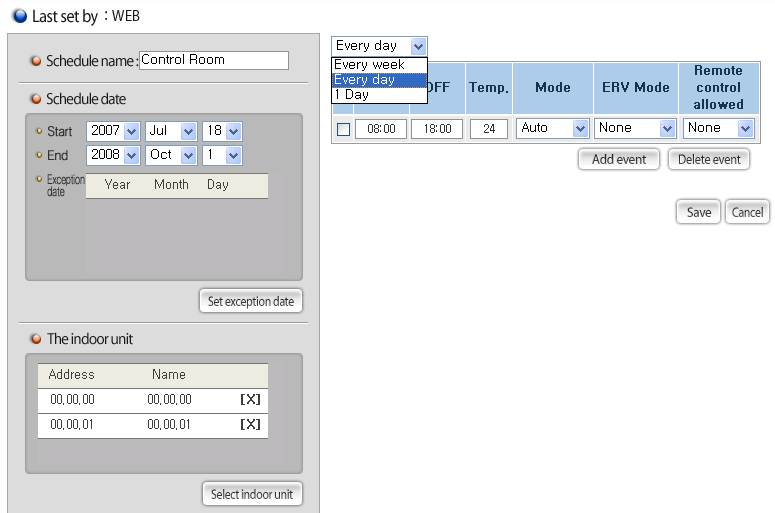 Last set by : WEB
Schedule name : Control Room
Schedule date
Start 2007 Jul 18
End 2008 Oct 1
Exception date
Year Month Day
Set exception date
The indoor unit
Address Name
00,00,00 00,00,00 [X]
00,00,01 00,00,01 [X]
Select indoor unit
Every day
Every week
Every day
1 Day
Temp. Mode ERV Mode Remote control allowed
08:00 18:00 24 Auto None None
Add event Delete event
Save Cancel